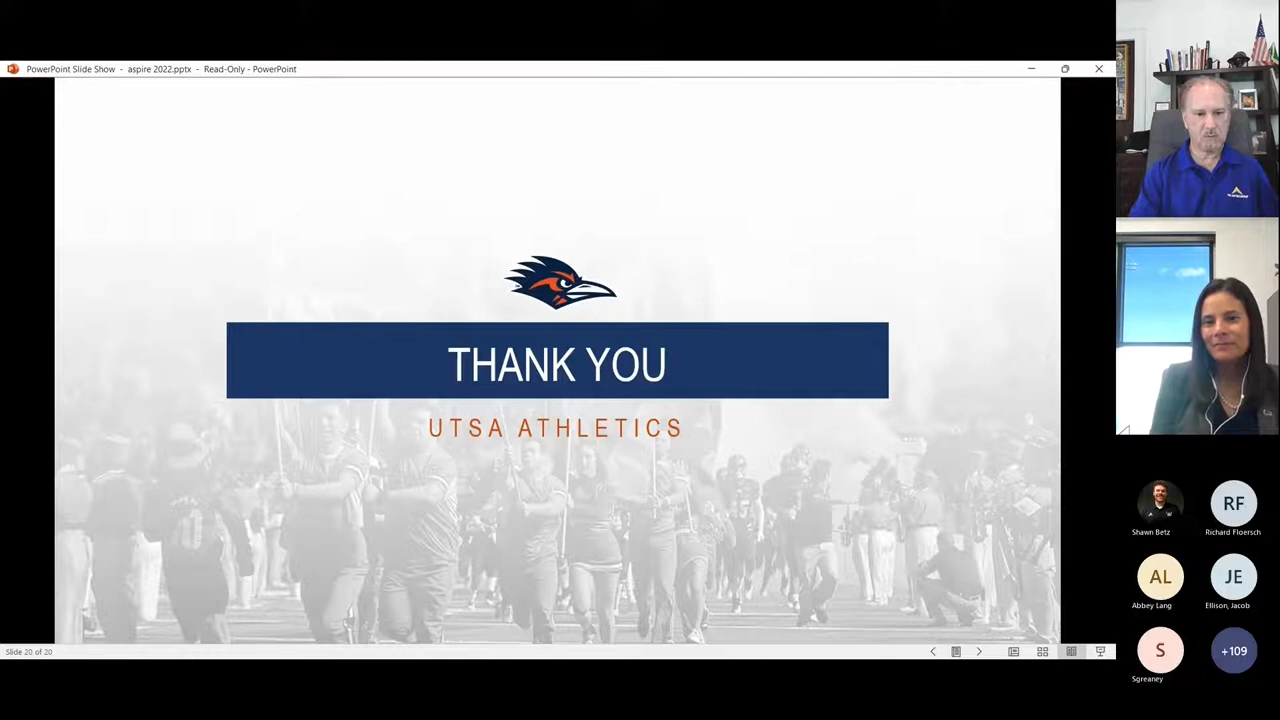 PowerPoint Slide Show - aspire 2022.pptx - Read-Only - PowerPoint
THANK YOU
UTSA ATHLETICS
Slide 20 of 20
Shawn Betz
RF
Richard Floersch
AL
Abbey Lang
JE
Ellison, Jacob
S
Sgreaney
+109